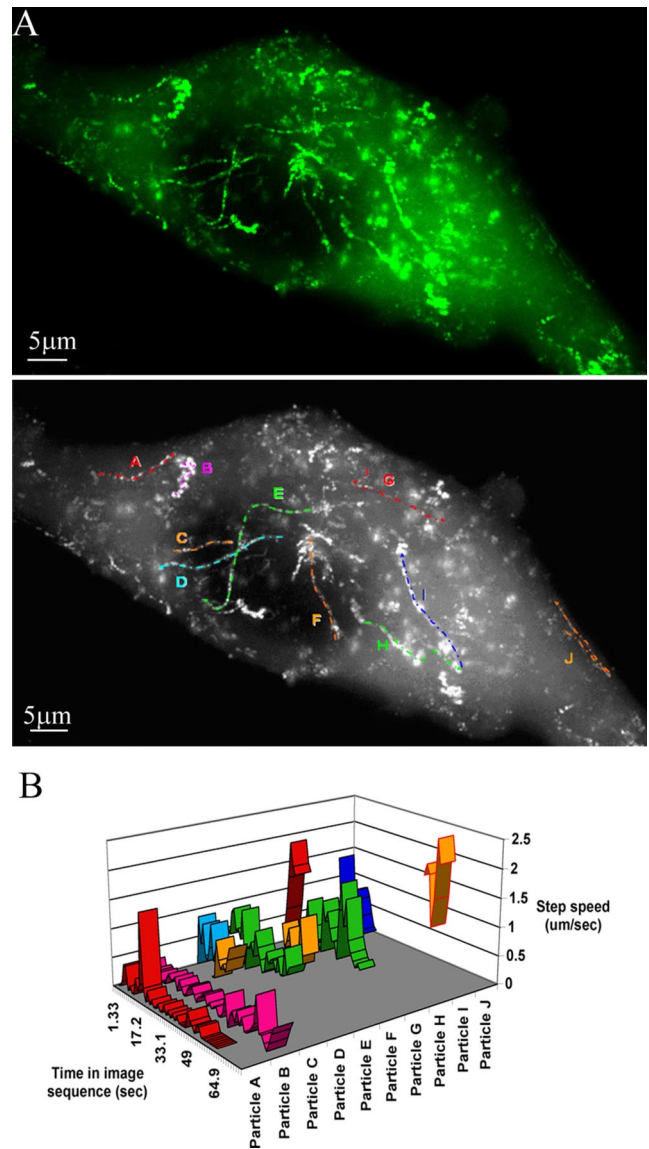 A
5μm
A
B
G
E
C
D
I
F
H
J
5μm
B
2.5
2
1.5
1
0.5
0
Step speed
(um/sec)
1.33
17.2
33.1
49
64.9
Time in image
sequence (sec)
Particle A
Particle B
Particle C
Particle D
Particle E
Particle F
Particle G
Particle H
Particle I
Particle J